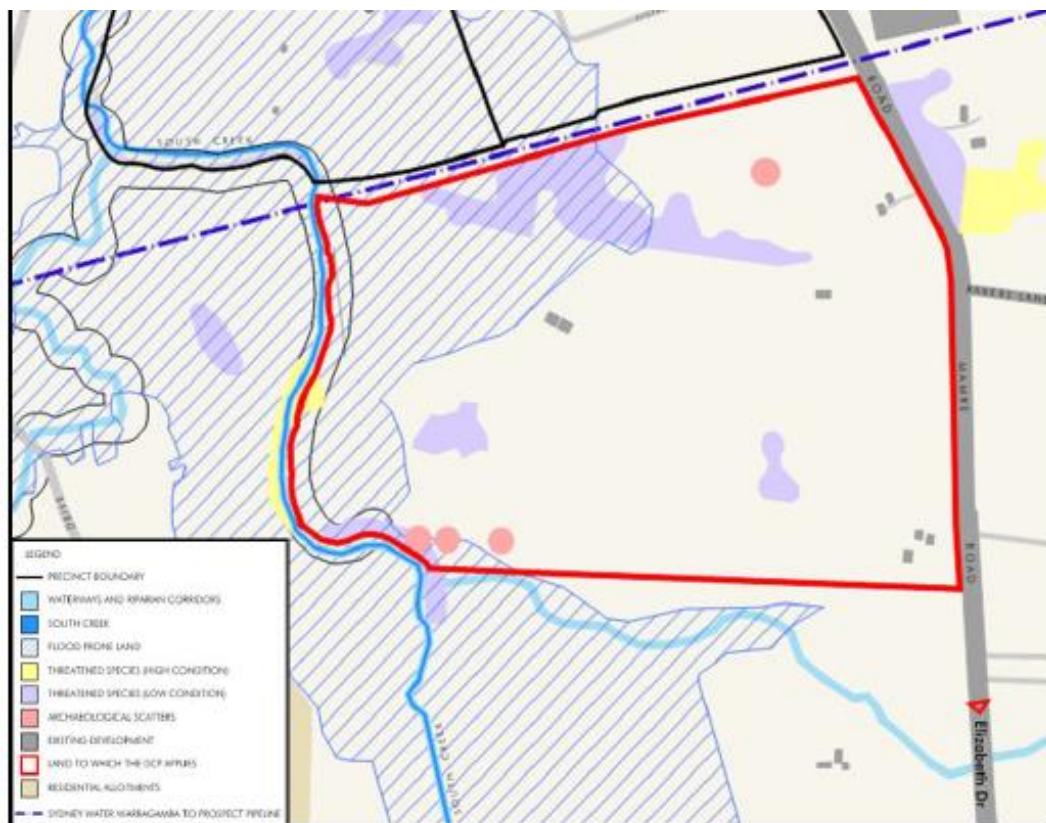 SOUTH CREEK
ROAD
MAMRE
ROAD
Elizabeth Dr
SOUTH CREEK
LEGEND
PRECINCT BOUNDARY
WATERWAYS AND RIPARIAN CORRIDORS
SOUTH CREEK
FLOOD PRONE LAND
THREATENED SPECIES (HIGH CONDITION)
THREATENED SPECIES (LOW CONDITION)
ARCHAEOLOGICAL SCATTERS
EXISTING DEVELOPMENT
LAND TO WHICH THE DCP APPLIES
RESIDENTIAL ALLOTMENTS
SYDNEY WATER WARRAGAMBA TO PROSPECT PIPELINE